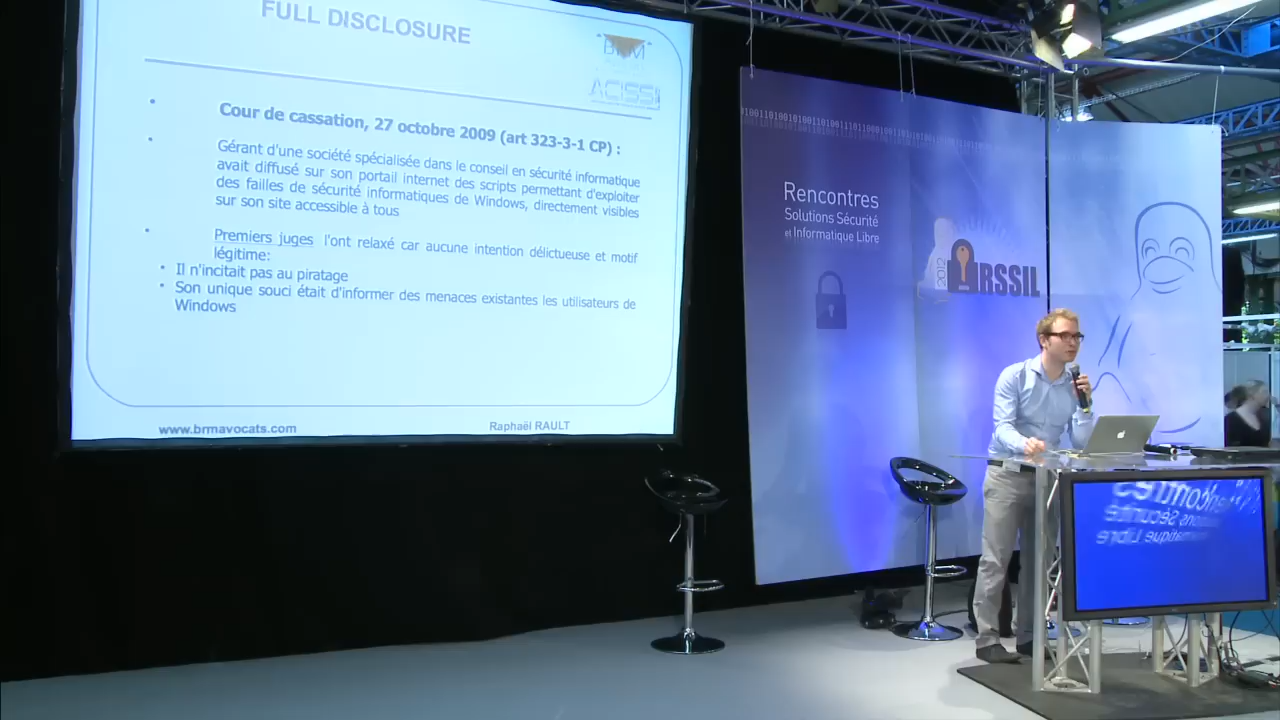 FULL DISCLOSURE
ACISSI
Cour de cassation, 27 octobre 2009 (art 323-3-1 CP) :
Gérant d'une société spécialisée dans le conseil en sécurité informatique
avait diffusé sur son portail internet des scripts permettant d'exploiter
des failles de sécurité informatiques de Windows, directement visibles
sur son site accessible à tous
Premiers juges l'ont relaxé car aucune intention délictueuse et motif
légitime:
• Il n'incitait pas au piratage
• Son unique souci était d'informer des menaces existantes les utilisateurs de
Windows
www.brmavocats.com
Raphaël RAULT
Rencontres
Solutions Sécurité
et Informatique Libre
2012
RSSIL